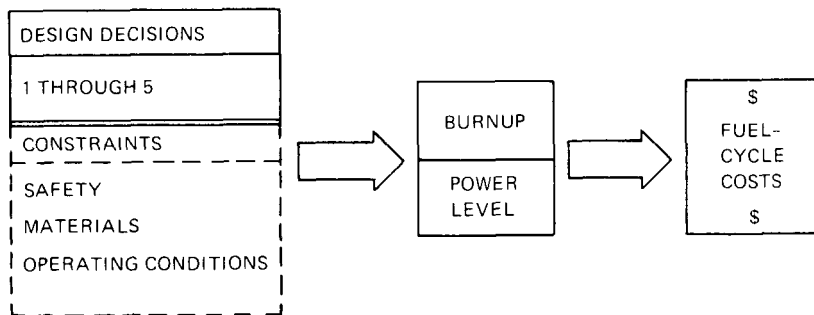 DESIGN DECISIONS
1 THROUGH 5
CONSTRAINTS
SAFETY
MATERIALS
OPERATING CONDITIONS
BURNUP
POWER
LEVEL
$
FUEL-
CYCLE
COSTS
$